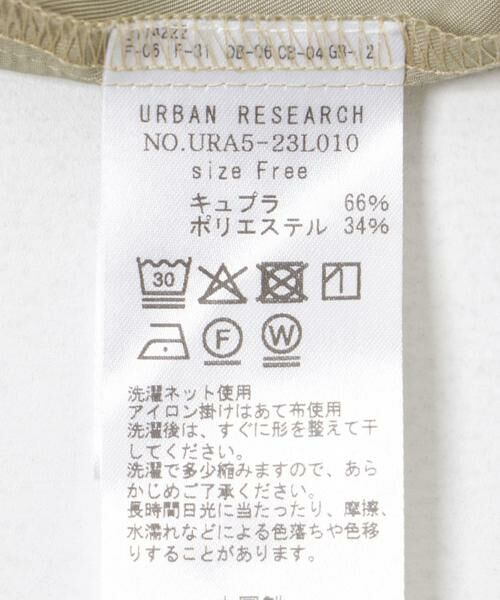 URBAN RESEARCH
NO.URA5-23L010
size Free
キュプラ 66%
ポリエステル 34%
30
F W
洗濯ネット使用
アイロン掛けはあて布使用
洗濯後は、すぐに形を整えて干
してください。
洗濯で多少縮みますので、あら
かじめご了承ください。
長時間日光に当たったり、摩擦、
水濡れなどによる色落ちや色移
りすることがあります。